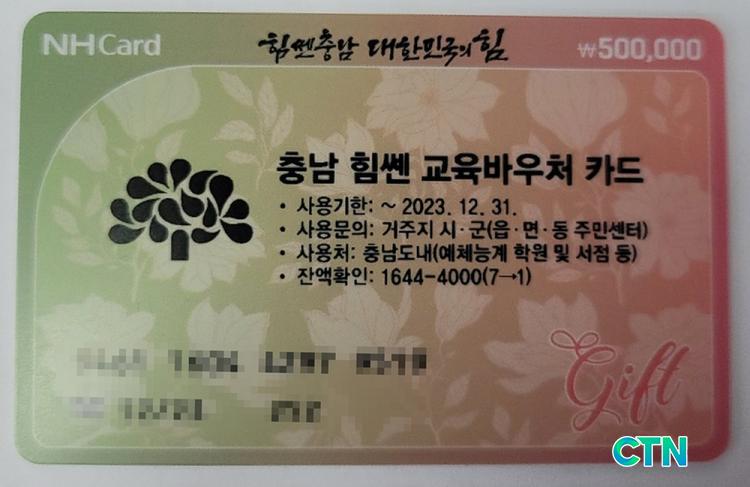 NH Card
힘쎈충남 대한민국의 힘
₩500,000
충남 힘쎈 교육바우처 카드
· 사용기한: ~ 2023. 12. 31.
· 사용문의: 거주지 시·군(읍·면·동 주민센터)
· 사용처: 충남도내(예체능계 학원 및 서점 등)
· 잔액확인: 1644-4000(7→1)
Gift
CTN